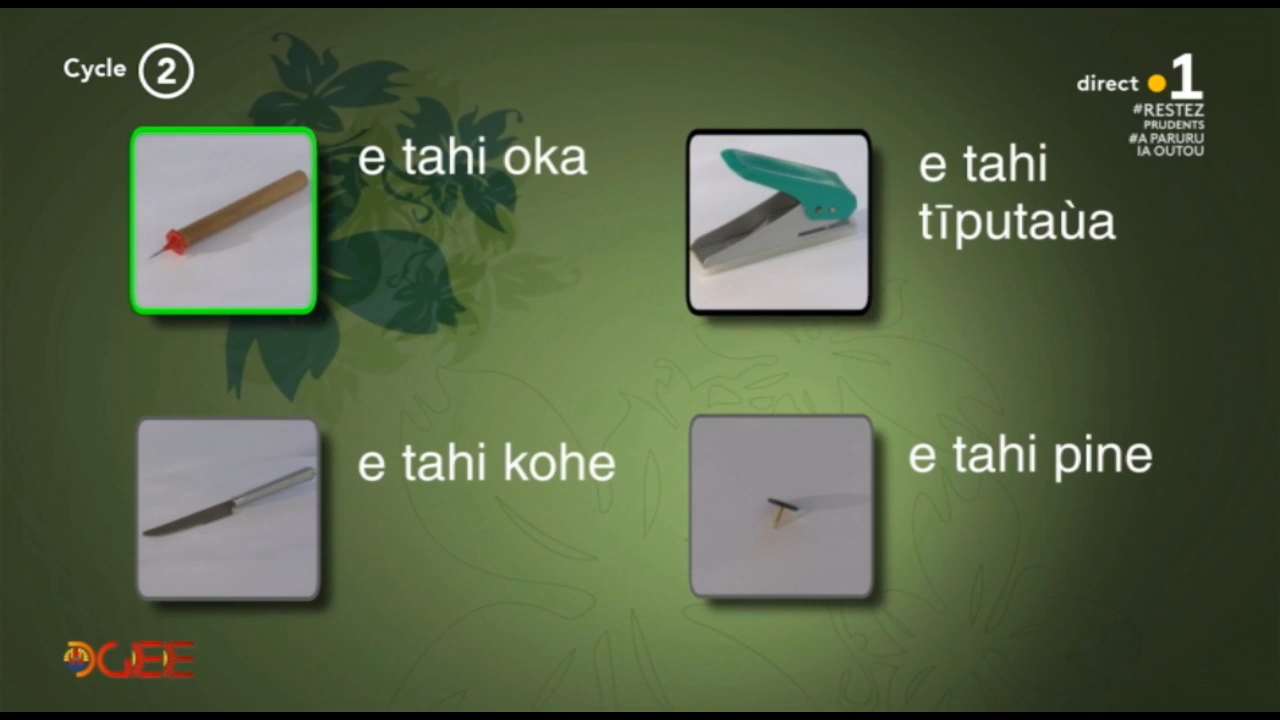 Cycle 2
direct 1
#RESTEZ
PRUDENTS
#A PARURU
IA OUTOU
e tahi oka
e tahi
tīputaùa
e tahi kohe
e tahi pine
DGEE